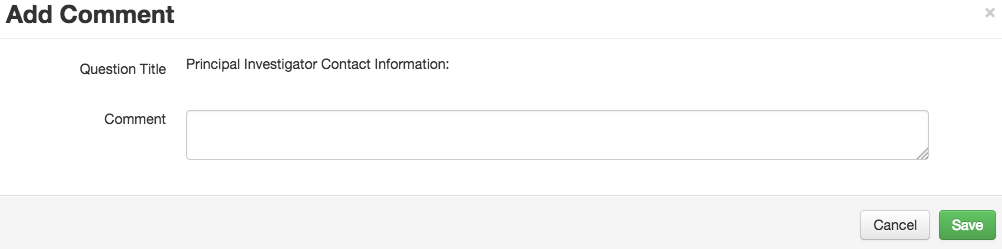 Add Comment ×
Question Title Principal Investigator Contact Information:
Comment
Cancel Save